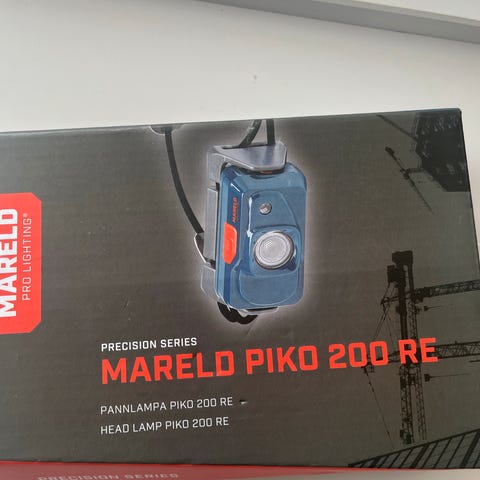 MARELD
PRO LIGHTING®
MARELD
PRECISION SERIES
MARELD PIKO 200 RE
PANNLAMPA PIKO 200 RE
HEAD LAMP PIKO 200 RE
PRECISION SERIES